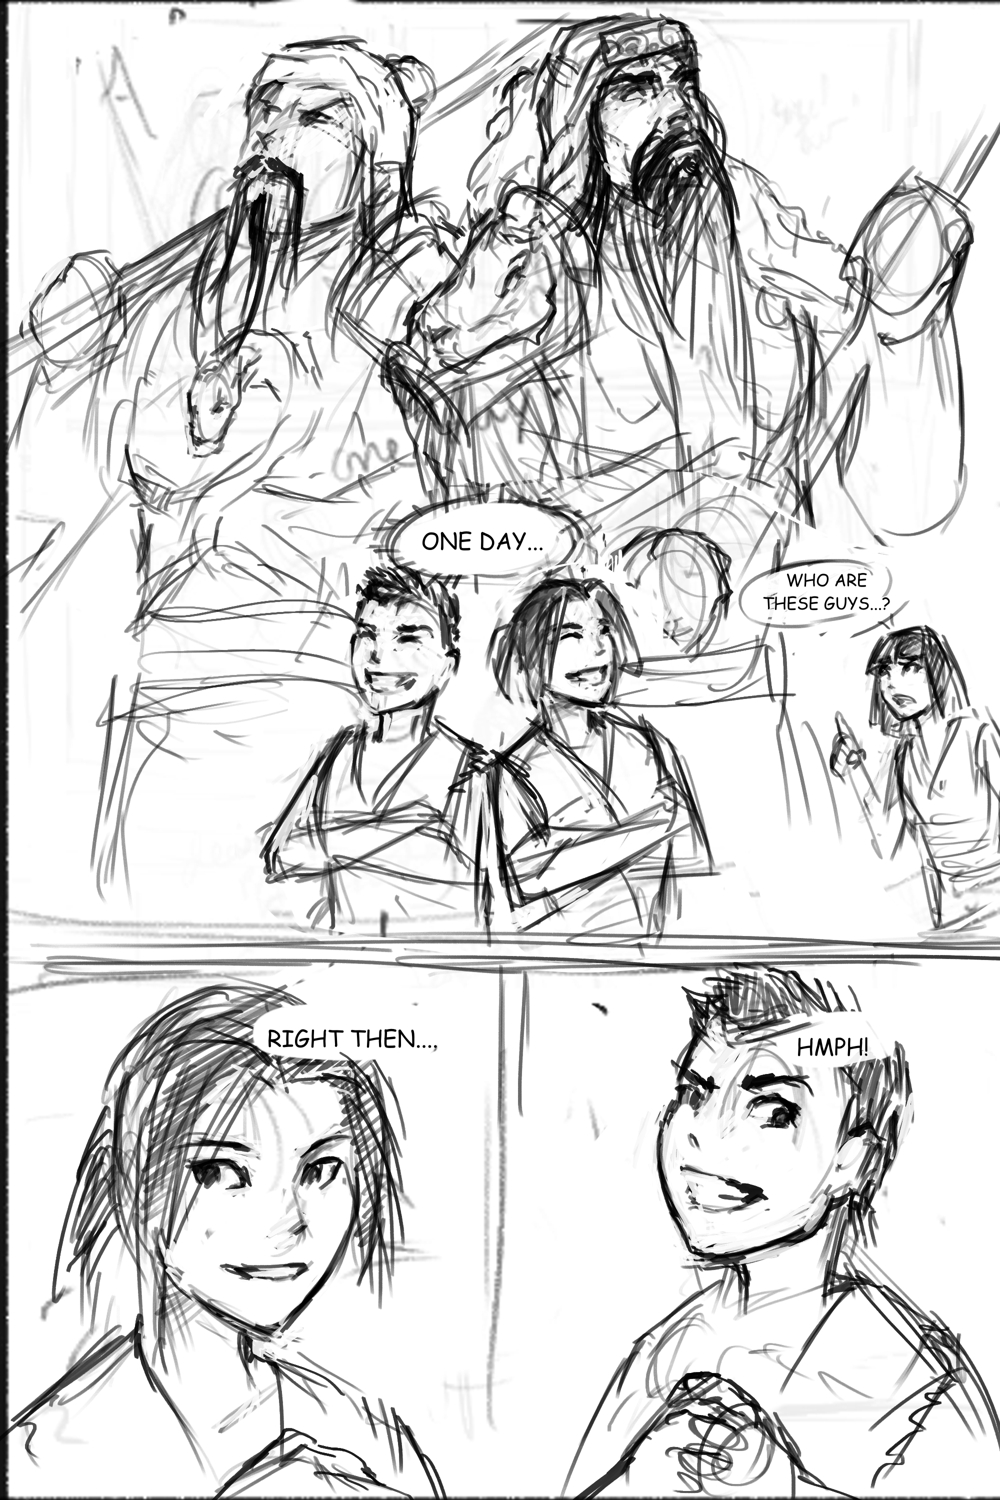 ONE DAY...
WHO ARE
THESE GUYS...?
RIGHT THEN...,
HMPH!